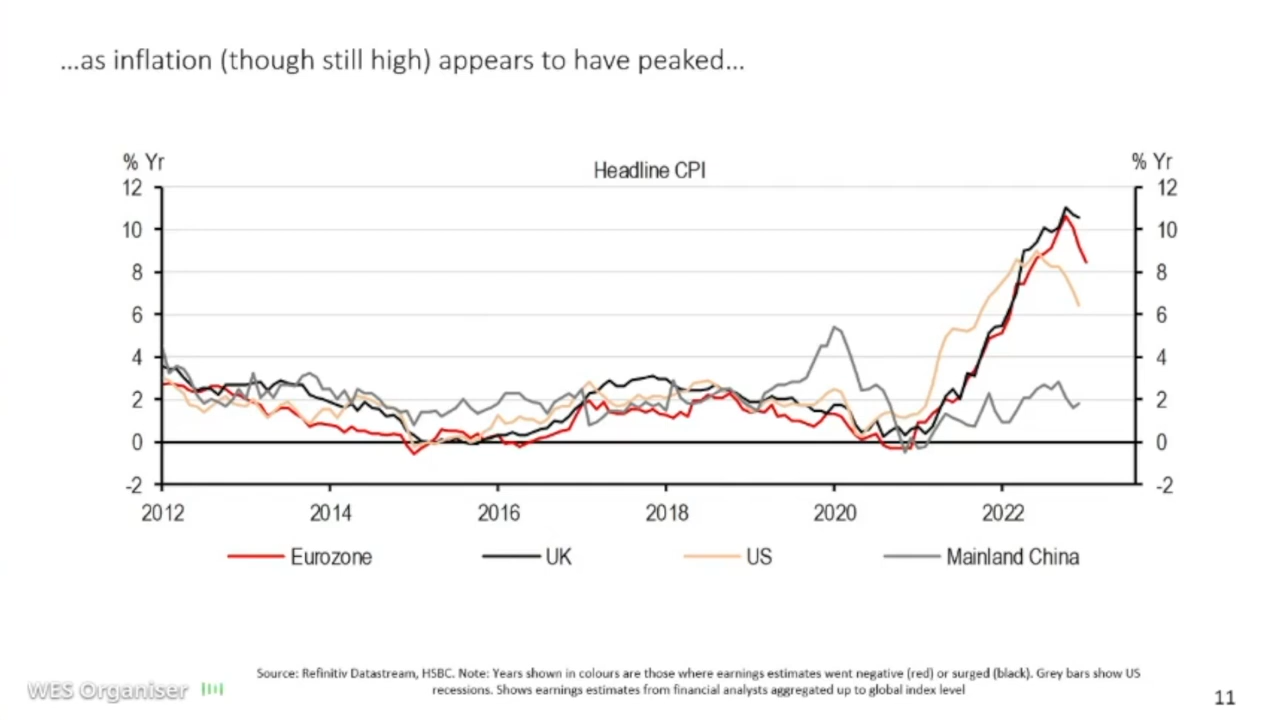 ...as inflation (though still high) appears to have peaked...
% Yr
% Yr
Headline CPI
12
12
10
10
8
8
6
6
4
4
2
2
0
0
-2
-2
2012
2014
2016
2018
2020
2022
Eurozone
UK
US
Mainland China
Source: Refinitiv Datastream, HSBC. Note: Years shown in colours are those where earnings estimates went negative (red) or surged (black). Grey bars show US
recessions. Shows earnings estimates from financial analysts aggregated up to global index level
WES Organiser
11